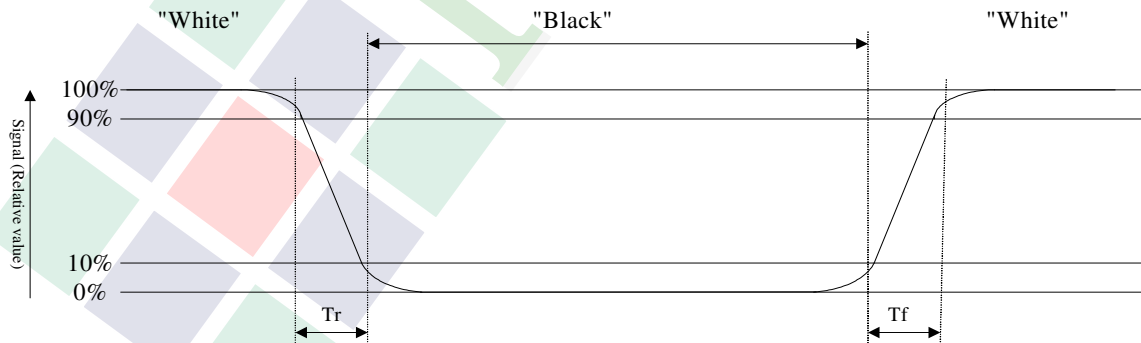 "White" "Black" "White"
100%
90%
Signal (Relative value)
10%
0%
Tr Tf